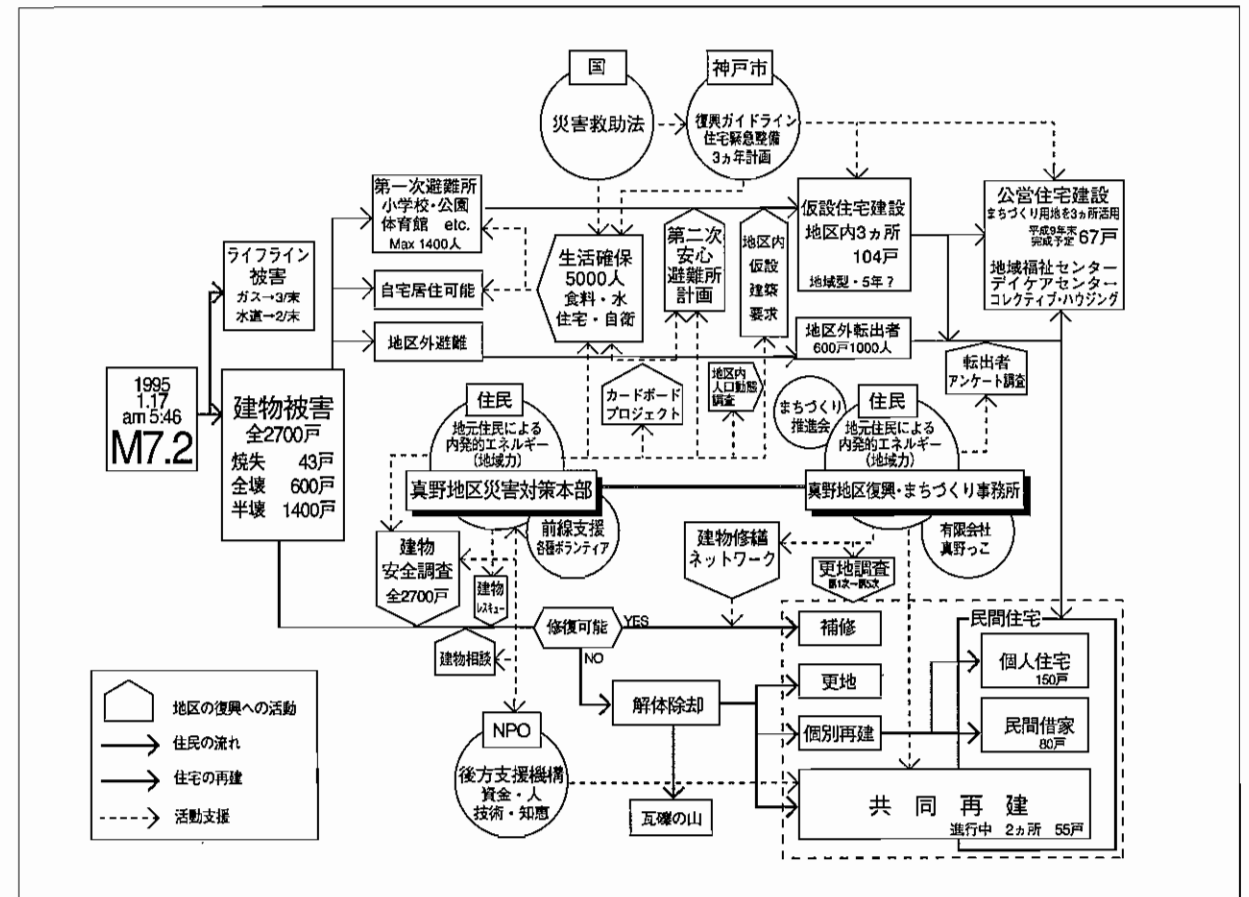 国
災害救助法
神戸市
復興ガイドライン
住宅緊急整備
3ヵ年計画
第一次避難所
小学校・公園
体育館 etc.
Max 1400人
ライフライン
被害
ガス→3/末
水道→2/末
自宅居住可能
地区外避難
生活確保
5000人
食料・水
住宅・自衛
第二次
安心
避難所
計画
地区内
仮設
建築
要求
仮設住宅建設
地区内3ヵ所
104戸
地域型・5年？
公営住宅建設
まちづくり用地を3ヵ所活用
平成9年末
完成予定 67戸
地域福祉センター
デイケアセンター
コレクティブ・ハウジング
地区外転出者
600戸1000人
転出者
アンケート調査
1995
1.17
am 5:46
M7.2
建物被害
全2700戸
焼失 43戸
全壊 600戸
半壊 1400戸
カードボード
プロジェクト
地区内
人口動態
調査
まちづくり
推進会
住民
地元住民による
内発的エネルギー
(地域力)
真野地区災害対策本部
前線支援
各種ボランティア
住民
地元住民による
内発的エネルギー
(地域力)
真野地区復興・まちづくり事務所
有限会社
真野っこ
建物
安全調査
全2700戸
建物
レスキュー
建物相談
建物修繕
ネットワーク
更地調査
第1次→第5次
修復可能
YES
NO
補修
更地
個別再建
解体除却
瓦礫の山
民間住宅
個人住宅
150戸
民間借家
80戸
共同再建
進行中 2ヵ所 55戸
NPO
後方支援機構
資金・人
技術・知恵
地区の復興への活動
住民の流れ
住宅の再建
活動支援